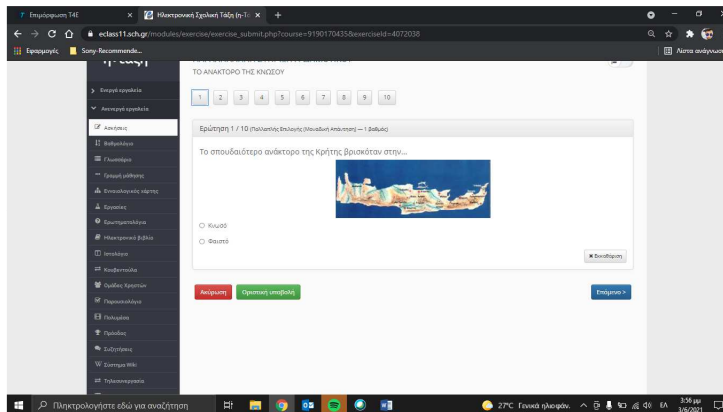 Επιμόρφωση T4E
Ηλεκτρονική Σχολική Τάξη (η-Τά
eclass11.sch.gr/modules/exercise/exercise_submit.php?course=9190170435&exerciseId=4072038
Εφαρμογές
Sony-Recommende...
Λίστα ανάγνωσ
ΤΟ ΑΝΑΚΤΟΡΟ ΤΗΣ ΚΝΩΣΟΥ
Ενεργά εργαλεία
1 2 3 4 5 6 7 8 9 10
Ανενεργά εργαλεία
Ασκήσεις
Ερώτηση 1 / 10 (Πολλαπλής Επιλογής (Μοναδική Απάντηση) — 1 βαθμός)
Βαθμολόγιο
Το σπουδαιότερο ανάκτορο της Κρήτης βρισκόταν στην...
Γλωσσάριο
Γραμμή μάθησης
Εννοιολογικός χάρτης
Εργασίες
Ερωτηματολόγια
Κνωσό
Ηλεκτρονικό βιβλίο
Φαιστό
Ιστολόγιο
Εκκαθάριση
Κουβεντούλα
Ομάδες Χρηστών
Ακύρωση
Οριστική υποβολή
Επόμενο >
Παρουσιολόγιο
Πολυμέσα
Πρόοδος
Συζητήσεις
Σύστημα Wiki
Τηλεσυνεργασία
Πληκτρολογήστε εδώ για αναζήτηση
27°C Γενικά ηλιοφάν.
ΕΛ
3:56 μμ
3/6/2021